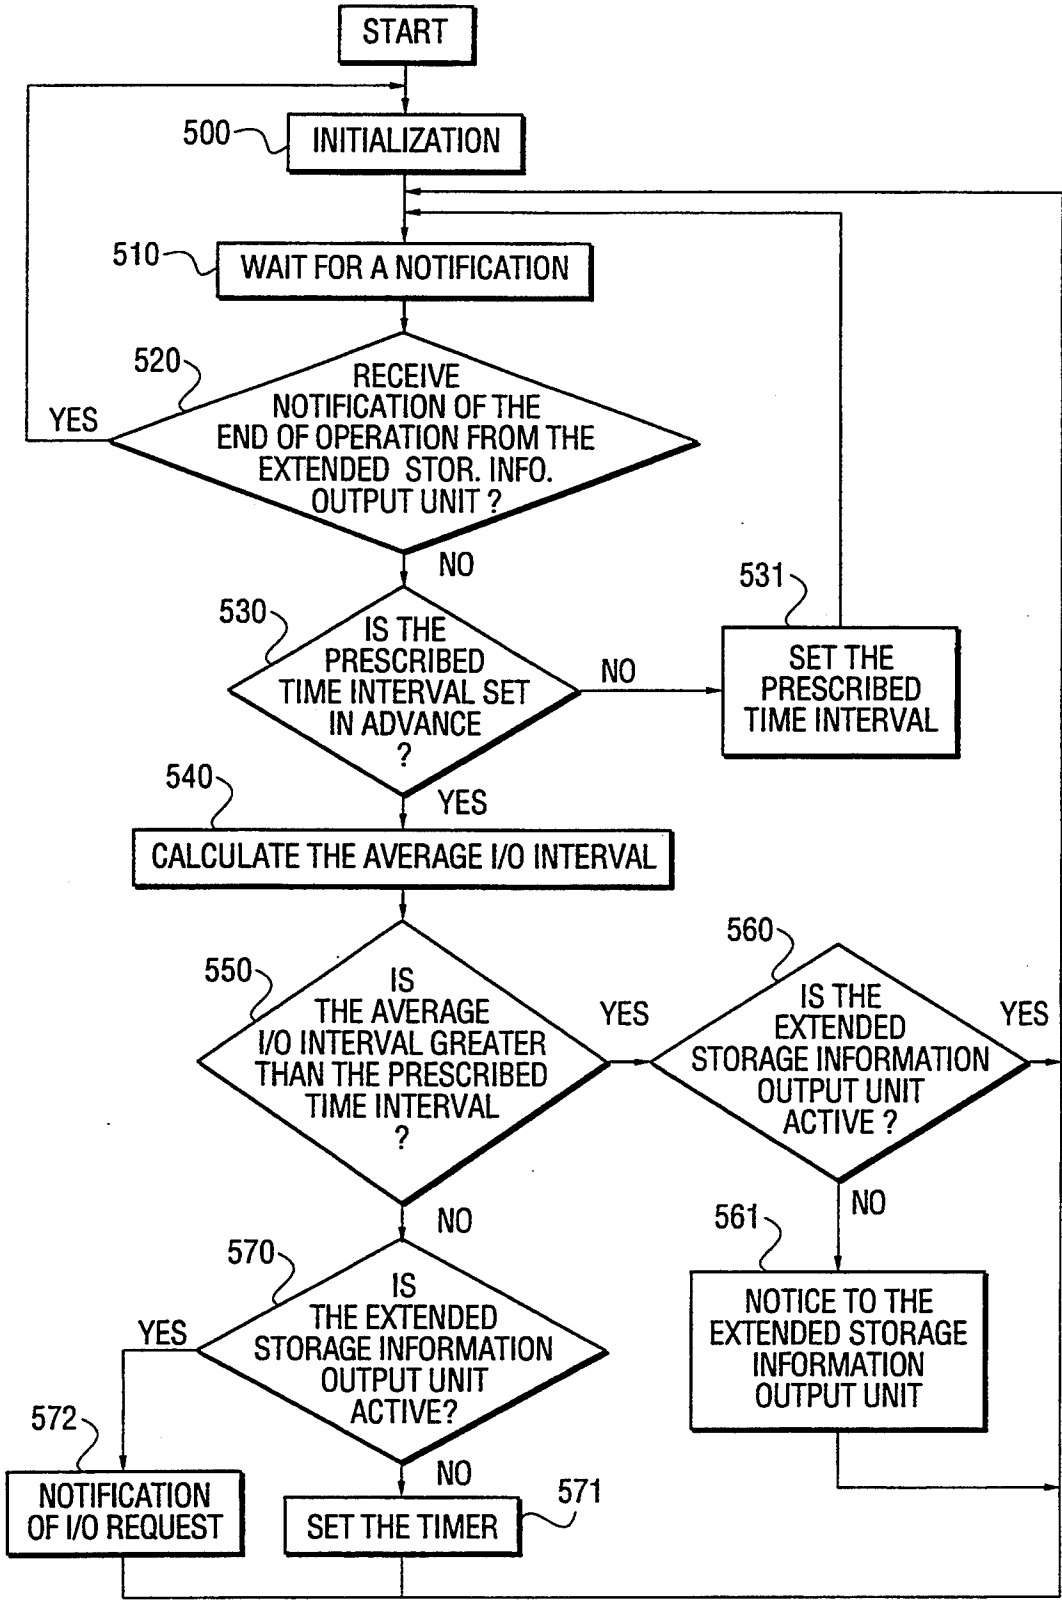 START
500
INITIALIZATION
510
WAIT FOR A NOTIFICATION
520
YES
RECEIVE
NOTIFICATION OF THE
END OF OPERATION FROM THE
EXTENDED STOR. INFO.
OUTPUT UNIT ?
NO
530
IS THE
PRESCRIBED
TIME INTERVAL SET
IN ADVANCE
?
NO
531
SET THE
PRESCRIBED
TIME INTERVAL
YES
540
CALCULATE THE AVERAGE I/O INTERVAL
550
IS
THE AVERAGE
I/O INTERVAL GREATER
THAN THE PRESCRIBED
TIME INTERVAL
?
YES
560
IS THE
EXTENDED
STORAGE INFORMATION
OUTPUT UNIT
ACTIVE ?
YES
NO
561
NOTICE TO THE
EXTENDED STORAGE
INFORMATION
OUTPUT UNIT
NO
570
IS
THE EXTENDED
STORAGE INFORMATION
OUTPUT UNIT
ACTIVE?
YES
572
NOTIFICATION
OF I/O REQUEST
NO
571
SET THE TIMER